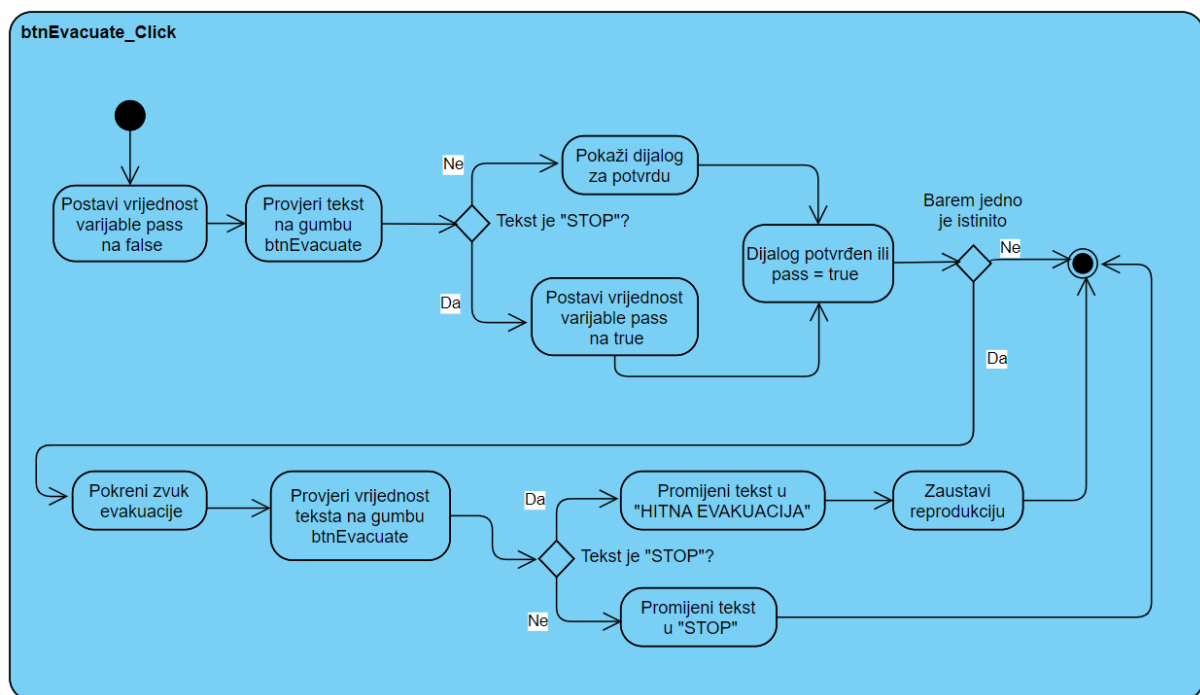 btnEvacuate_Click
Postavi vrijednost
varijable pass
na false
Provjeri tekst
na gumbu
btnEvacuate
Ne
Tekst je "STOP"?
Da
Pokaži dijalog
za potvrdu
Postavi vrijednost
varijable pass
na true
Dijalog potvrđen ili
pass = true
Barem jedno
je istinito
Ne
Da
Pokreni zvuk
evakuacije
Provjeri vrijednost
teksta na gumbu
btnEvacuate
Da
Tekst je "STOP"?
Ne
Promijeni tekst u
"HITNA EVAKUACIJA"
Zaustavi
reprodukciju
Promijeni tekst
u "STOP"